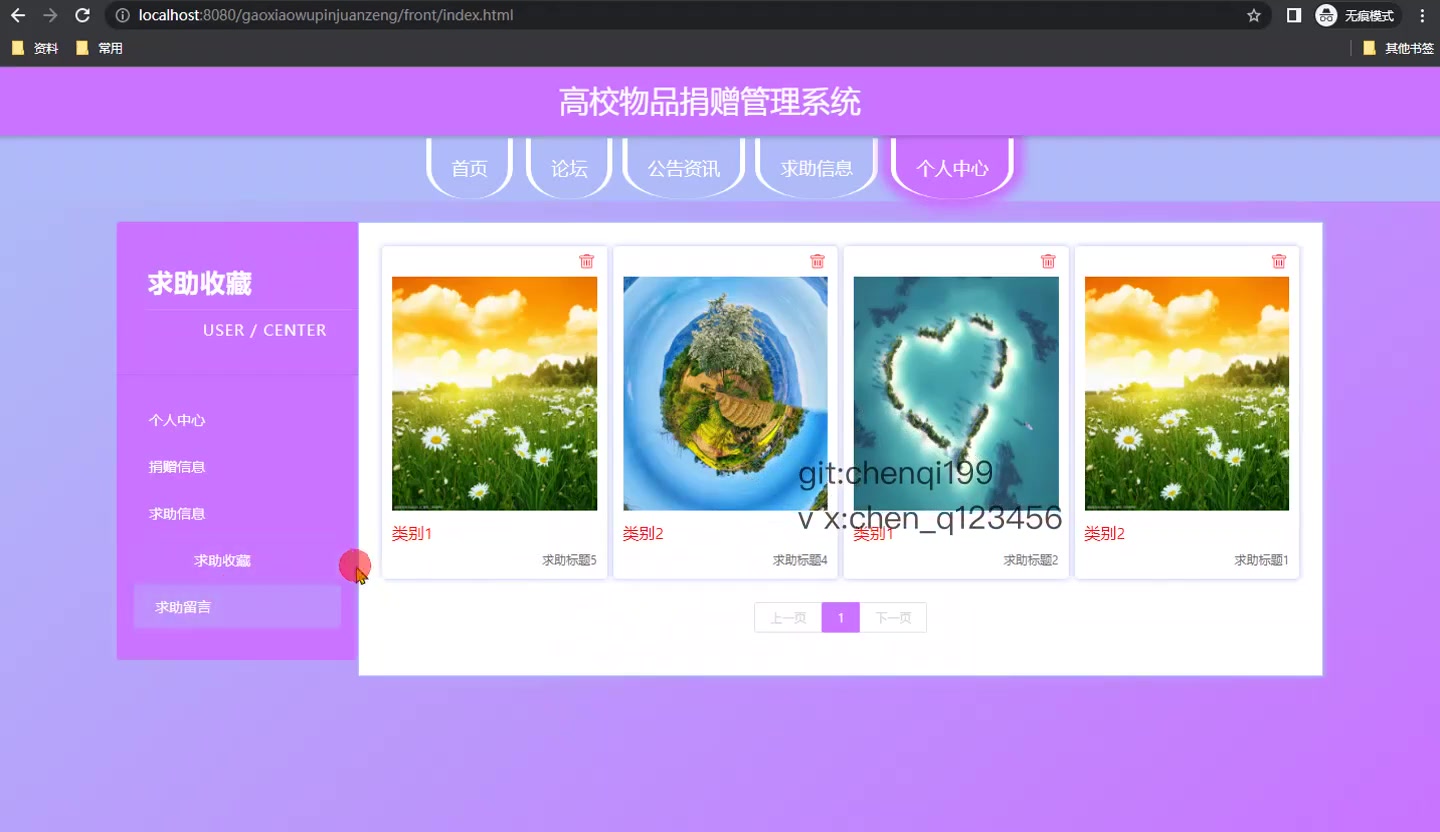 localhost:8080/gaoxiaowupinjuanzeng/front/index.html
无痕模式
资料
常用
其他书签
高校物品捐赠管理系统
首页
论坛
公告资讯
求助信息
个人中心
求助收藏
USER / CENTER
个人中心
捐赠信息
求助信息
求助收藏
求助留言
类别1
求助标题5
类别2
求助标题4
类别1
求助标题2
类别2
求助标题1
git:chenqi199
v x:chen_q123456
上一页
1
下一页